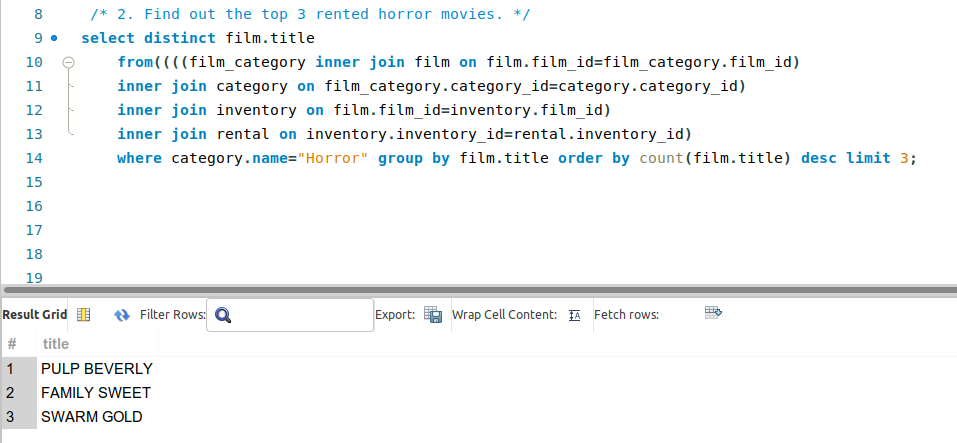 8 /* 2. Find out the top 3 rented horror movies. */
9 select distinct film.title
10 from((((film_category inner join film on film.film_id=film_category.film_id)
11 inner join category on film_category.category_id=category.category_id)
12 inner join inventory on film.film_id=inventory.film_id)
13 inner join rental on inventory.inventory_id=rental.inventory_id)
14 where category.name="Horror" group by film.title order by count(film.title) desc limit 3;
15
16
17
18
19
Result Grid Filter Rows: Export: Wrap Cell Content: Fetch rows:
# title
1 PULP BEVERLY
2 FAMILY SWEET
3 SWARM GOLD